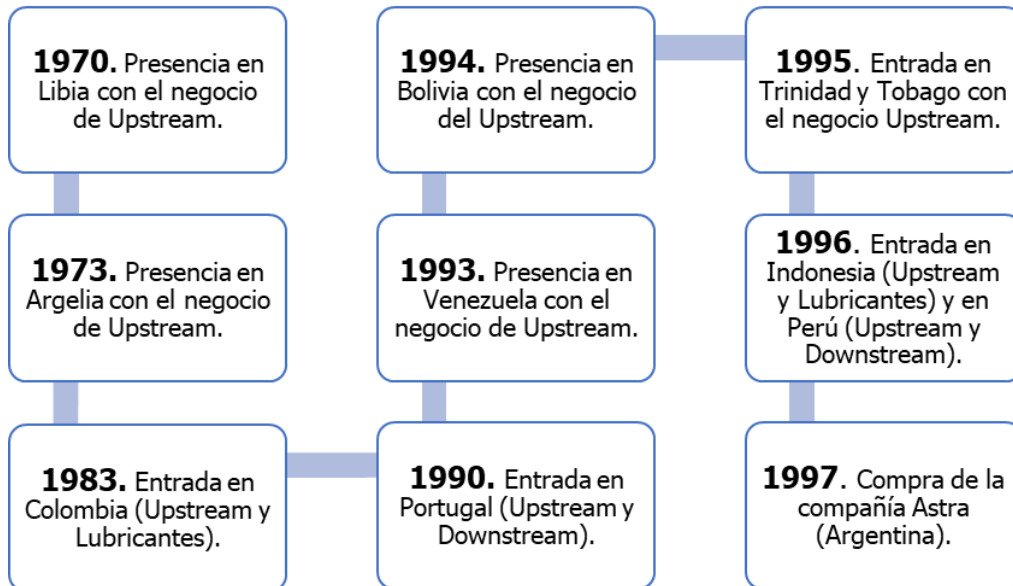 1970. Presencia en
Libia con el negocio
de Upstream.
1973. Presencia en
Argelia con el negocio
de Upstream.
1983. Entrada en
Colombia (Upstream y
Lubricantes).
1990. Entrada en
Portugal (Upstream y
Downstream).
1993. Presencia en
Venezuela con el
negocio de Upstream.
1994. Presencia en
Bolivia con el negocio
del Upstream.
1995. Entrada en
Trinidad y Tobago con
el negocio Upstream.
1996. Entrada en
Indonesia (Upstream
y Lubricantes) y en
Perú (Upstream y
Downstream).
1997. Compra de la
compañía Astra
(Argentina).